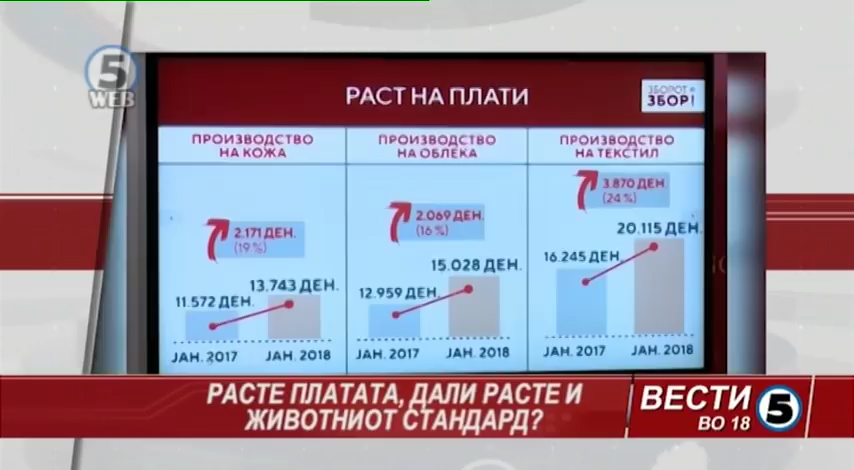 5
WEB
РАСТ НА ПЛАТИ
ЗБОРОТ Е
ЗБОР!
ПРОИЗВОДСТВО
НА КОЖА
2.171 ДЕН.
(19%)
11.572 ДЕН.
13.743 ДЕН.
ЈАН. 2017
ЈАН. 2018
ПРОИЗВОДСТВО
НА ОБЛЕКА
2.069 ДЕН.
(16%)
12.959 ДЕН.
15.028 ДЕН.
ЈАН. 2017
ЈАН. 2018
ПРОИЗВОДСТВО
НА ТЕКСТИЛ
3.870 ДЕН.
(24%)
16.245 ДЕН.
20.115 ДЕН.
ЈАН. 2017
ЈАН. 2018
РАСТЕ ПЛАТАТА, ДАЛИ РАСТЕ И
ЖИВОТНИОТ СТАНДАРД?
ВЕСТИ 5
ВО 18